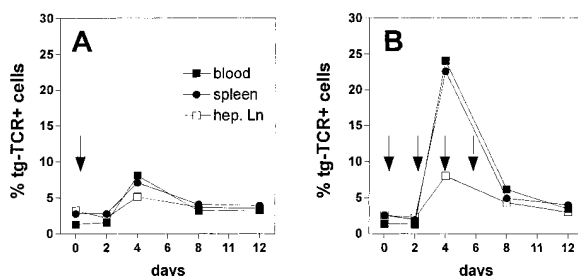 A
B
% tg-TCR+ cells
30
25
20
15
10
5
0
blood
spleen
hep. Ln
0 2 4 6 8 11 12
days
% tg-TCR+ cells
30
25
20
15
10
5
0
0 2 4 6 8 11 12
days